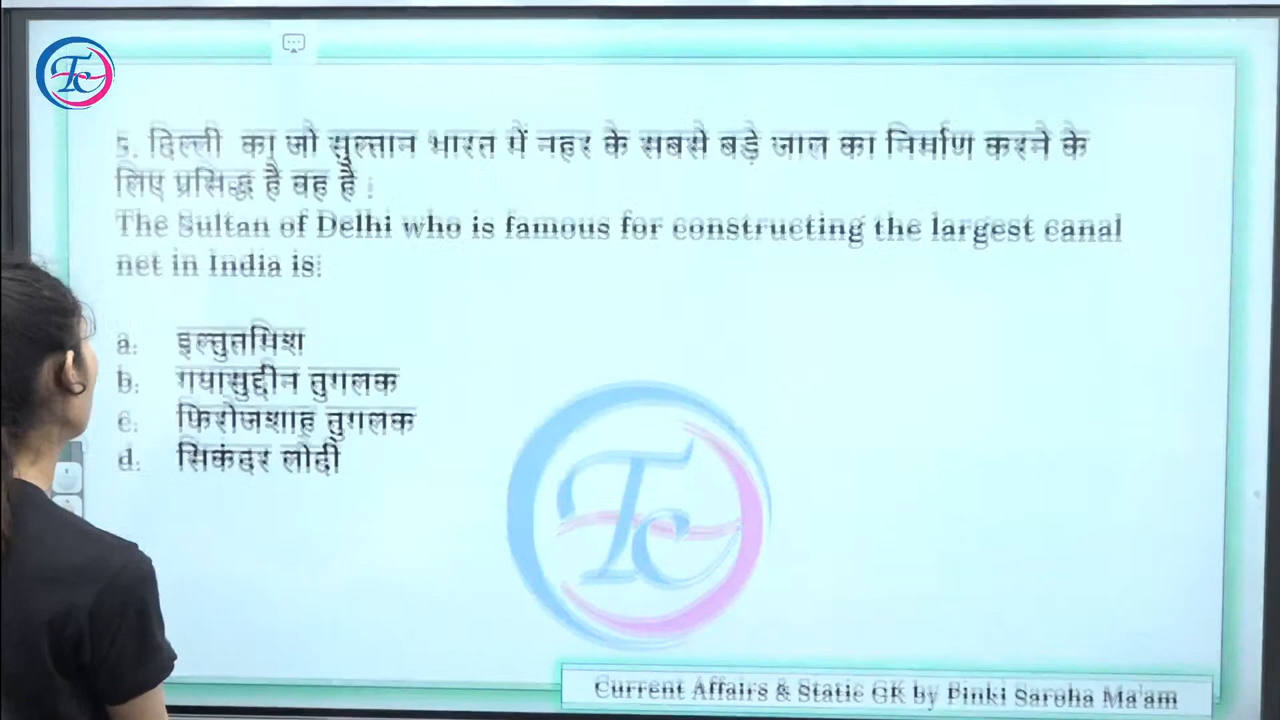 Tc
5. दिल्ली का जो सुल्तान भारत में नहर के सबसे बड़े जाल का निर्माण करने के
लिए प्रसिद्ध है वह है :
The Sultan of Delhi who is famous for constructing the largest canal
net in India is:
a. इल्तुतमिश
b. गयासुद्दीन तुगलक
c. फिरोजशाह तुगलक
d. सिकंदर लोदी
Tc
Current Affairs & Static GK by Pinki Saroha Ma'am